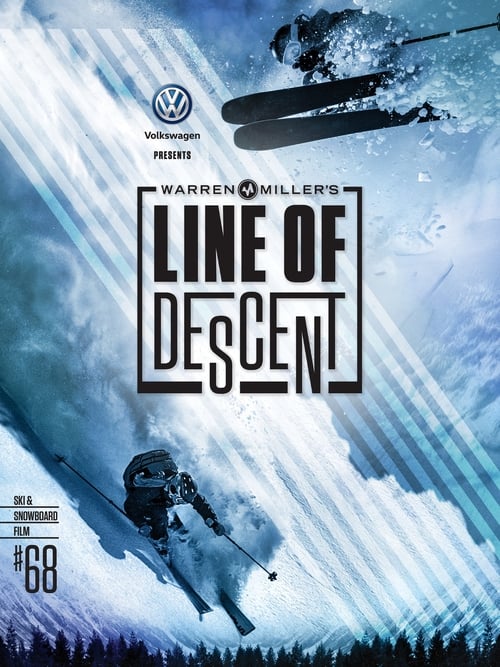 Volkswagen
PRESENTS
WARREN MILLER'S
LINE OF
DESCENT
SKI &
SNOWBOARD
FILM
#68